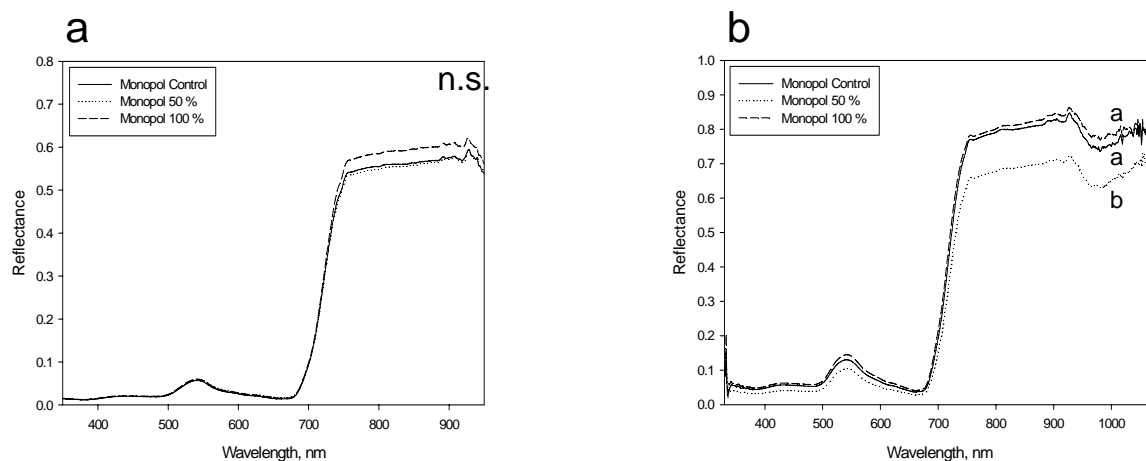 a
0.8
0.7
0.6
0.5
0.4
0.3
0.2
0.1
0.0
Reflectance
Monopol Control
Monopol 50 %
Monopol 100 %
n.s.
400 500 600 700 800 900
Wavelength, nm
b
1.0
0.9
0.8
0.7
0.6
0.5
0.4
0.3
0.2
0.1
0.0
Reflectance
Monopol Control
Monopol 50 %
Monopol 100 %
a
a
b
400 500 600 700 800 900 1000
Wavelength, nm